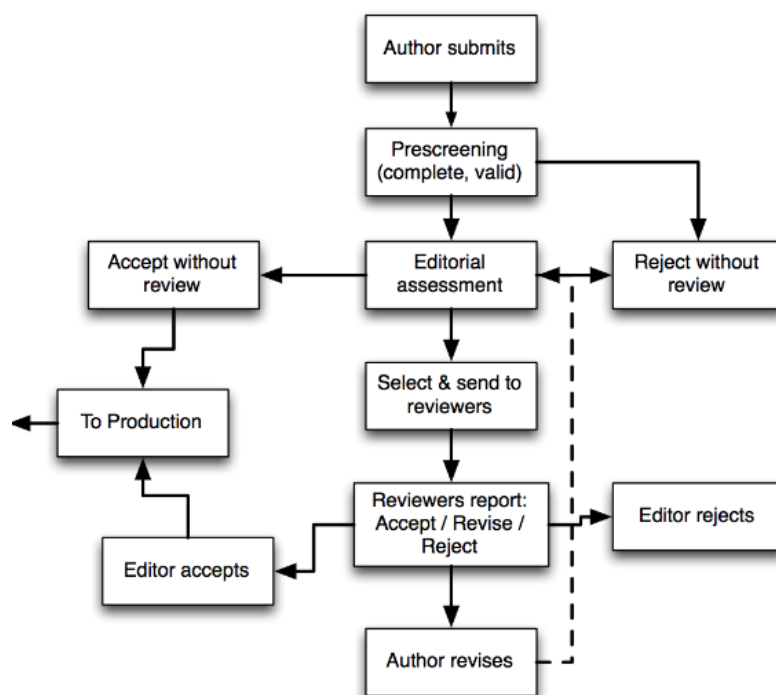 Author submits
Prescreening
(complete, valid)
Accept without
review
Editorial
assessment
Reject without
review
Select & send to
reviewers
To Production
Reviewers report:
Accept / Revise /
Reject
Editor rejects
Editor accepts
Author revises